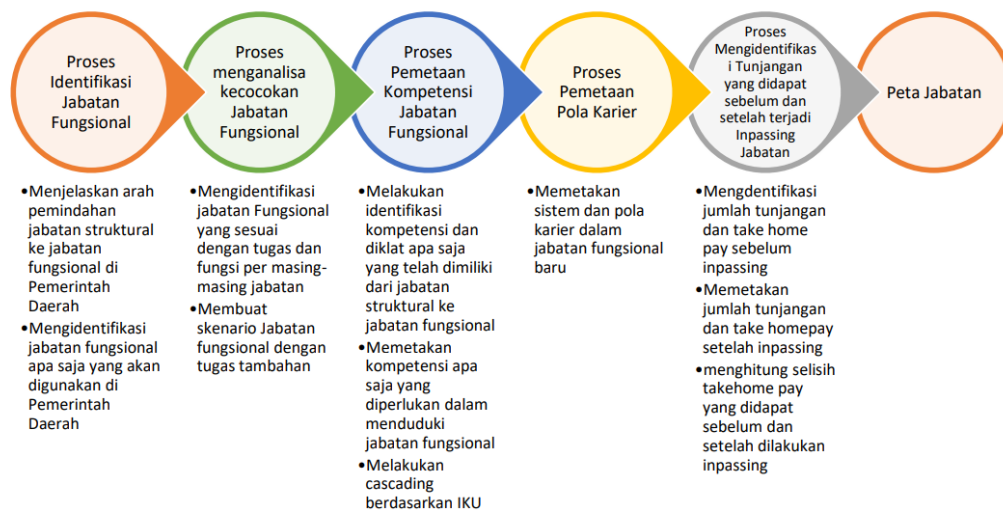 Proses
Identifikasi
Jabatan
Fungsional
•Menjelaskan arah
pemindahan
jabatan struktural
ke jabatan
fungsional di
Pemerintah
Daerah
•Mengidentifikasi
jabatan fungsional
apa saja yang akan
digunakan di
Pemerintah
Daerah
Proses
menganalisa
kecocokan
Jabatan
Fungsional
•Mengidentifikasi
jabatan Fungsional
yang sesuai
dengan tugas dan
fungsi per masing-
masing jabatan
•Membuat
skenario Jabatan
fungsional dengan
tugas tambahan
Proses
Pemetaan
Kompetensi
Jabatan
Fungsional
•Melakukan
identifikasi
kompetensi dan
diklat apa saja
yang telah dimiliki
dari jabatan
struktural ke
jabatan fungsional
•Memetakan
kompetensi apa
saja yang
diperlukan dalam
menduduki
jabatan fungsional
•Melakukan
cascading
berdasarkan IKU
Proses
Pemetaan
Pola Karier
•Memetakan
sistem dan pola
karier dalam
jabatan fungsional
baru
Proses
Mengidentifikas
i Tunjangan
yang didapat
sebelum dan
setelah terjadi
Inpassing
Jabatan
•Mengdentifikasi
jumlah tunjangan
dan take home
pay sebelum
inpassing
•Memetakan
jumlah tunjangan
dan take homepay
setelah inpassing
•menghitung selisih
takehome pay
yang didapat
sebelum dan
setelah dilakukan
inpassing
Peta Jabatan